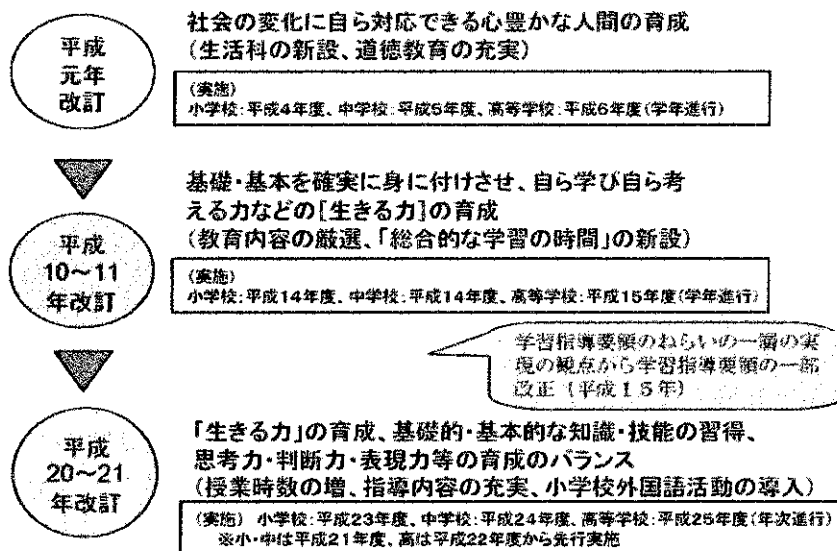 平成
元年
改訂
社会の変化に自ら対応できる心豊かな人間の育成
(生活科の新設、道徳教育の充実)
(実施)
小学校:平成4年度、中学校:平成5年度、高等学校:平成6年度(学年進行)
平成
10~11
年改訂
基礎・基本を確実に身に付けさせ、自ら学び自ら考
える力などの[生きる力]の育成
(教育内容の厳選、「総合的な学習の時間」の新設)
(実施)
小学校:平成14年度、中学校:平成14年度、高等学校:平成15年度(学年進行)
学習指導要領のねらいの一層の実
現の観点から学習指導要領の一部
改正(平成15年)
平成
20~21
年改訂
「生きる力」の育成、基礎的・基本的な知識・技能の習得、
思考力・判断力・表現力等の育成のバランス
(授業時数の増、指導内容の充実、小学校外国語活動の導入)
(実施) 小学校:平成23年度、中学校:平成24年度、高等学校:平成25年度(年次進行)
※小・中は平成21年度、高は平成22年度から先行実施